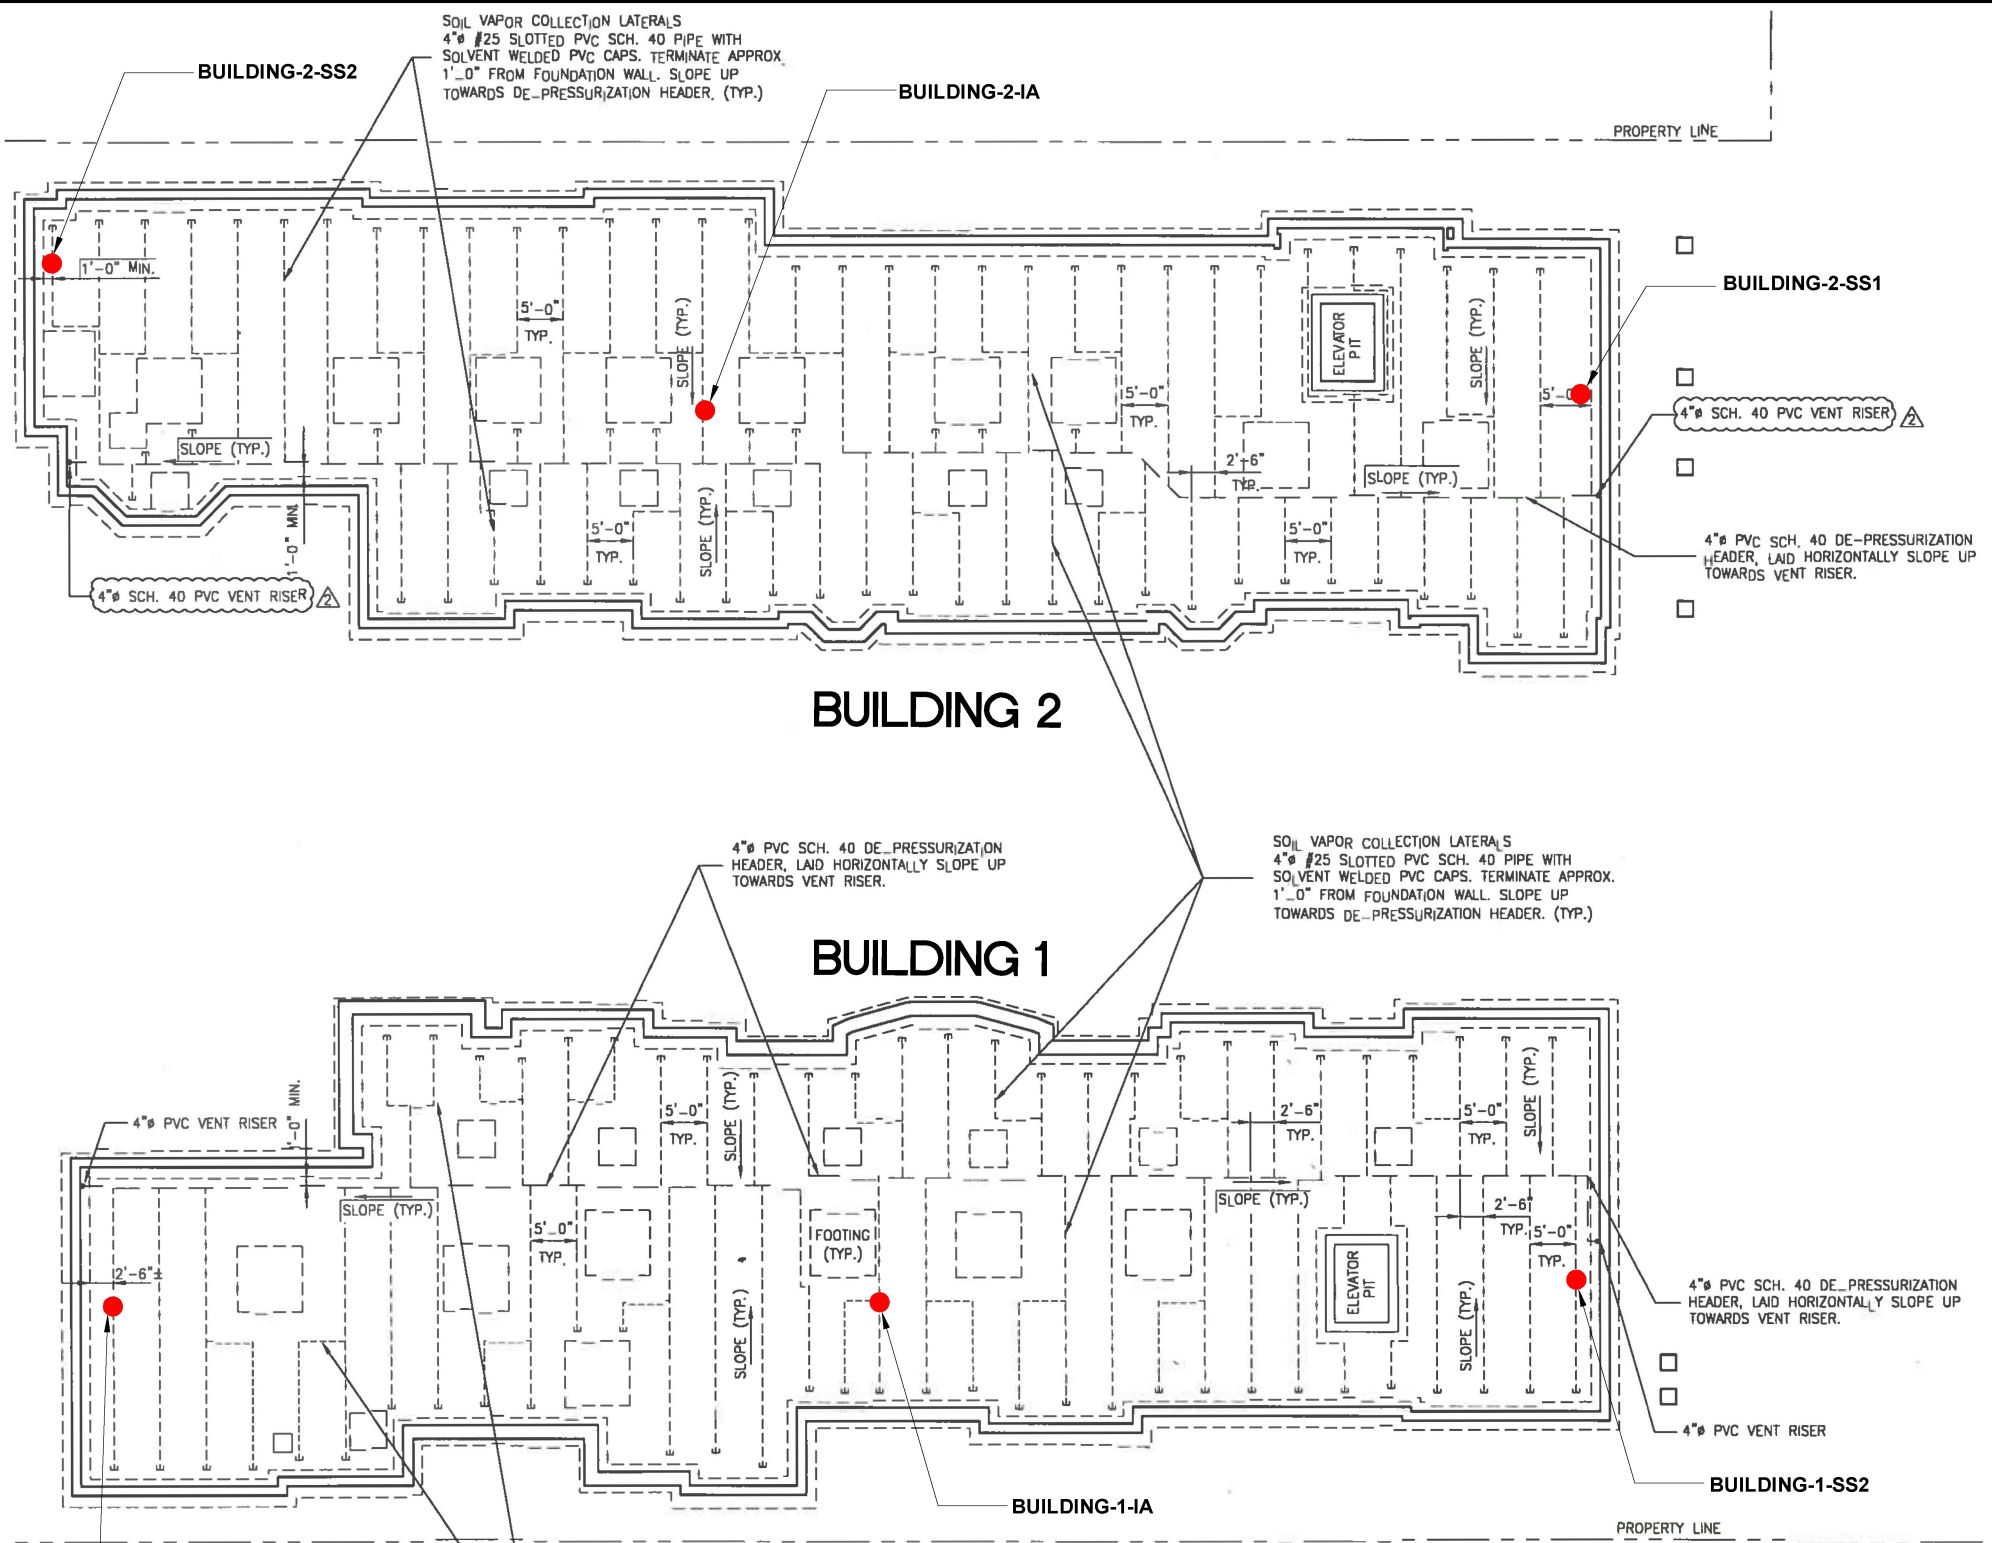 SOIL VAPOR COLLECTION LATERALS
4"ø #25 SLOTTED PVC SCH. 40 PIPE WITH
SOLVENT WELDED PVC CAPS. TERMINATE APPROX
1'-0" FROM FOUNDATION WALL. SLOPE UP
TOWARDS DE-PRESSURIZATION HEADER. (TYP.)
BUILDING-2-SS2
BUILDING-2-IA
PROPERTY LINE
1'-0" MIN.
5'-0"
TYP.
SLOPE (TYP.)
ELEVATOR
PIT
SLOPE (TYP.)
BUILDING-2-SS1
5'-0"
TYP.
5'-0
4"ø SCH. 40 PVC VENT RISER
2
SLOPE (TYP.)
2'-6"
TYP.
SLOPE (TYP.)
1'-0" MIN.
5'-0"
TYP.
SLOPE (TYP.)
5'-0"
TYP.
4"ø PVC SCH. 40 DE-PRESSURIZATION
HEADER, LAID HORIZONTALLY SLOPE UP
TOWARDS VENT RISER.
4"ø SCH. 40 PVC VENT RISER
2
BUILDING 2
4"ø PVC SCH. 40 DE-PRESSURIZATION
HEADER, LAID HORIZONTALLY SLOPE UP
TOWARDS VENT RISER.
SOIL VAPOR COLLECTION LATERALS
4"ø #25 SLOTTED PVC SCH. 40 PIPE WITH
SOLVENT WELDED PVC CAPS. TERMINATE APPROX.
1'-0" FROM FOUNDATION WALL. SLOPE UP
TOWARDS DE-PRESSURIZATION HEADER. (TYP.)
BUILDING 1
4"ø PVC VENT RISER
1'-0" MIN.
5'-0"
TYP.
SLOPE (TYP.)
2'-6"
TYP.
5'-0"
TYP.
SLOPE (TYP.)
SLOPE (TYP.)
SLOPE (TYP.)
5'-0"
TYP.
FOOTING
(TYP.)
2'-6"
TYP.
5'-0"
TYP.
2'-6"±
SLOPE (TYP.)
ELEVATOR
PIT
SLOPE (TYP.)
4"ø PVC SCH. 40 DE-PRESSURIZATION
HEADER, LAID HORIZONTALLY SLOPE UP
TOWARDS VENT RISER.
4"ø PVC VENT RISER
BUILDING-1-SS2
BUILDING-1-IA
PROPERTY LINE